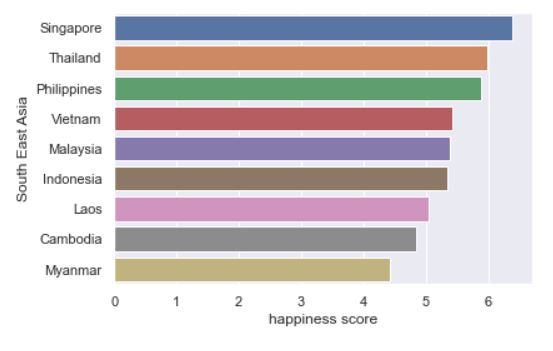 South East Asia
Singapore
Thailand
Philippines
Vietnam
Malaysia
Indonesia
Laos
Cambodia
Myanmar
0 1 2 3 4 5 6
happiness score